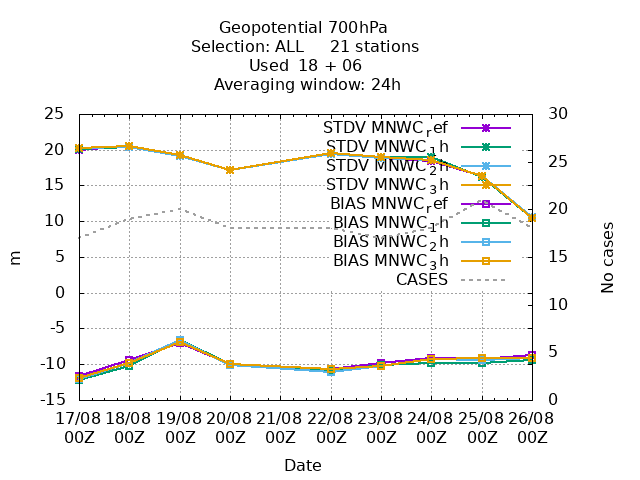 Geopotential 700hPa
Selection: ALL 21 stations
Used 18 + 06
Averaging window: 24h
25
20
15
10
5
0
-5
-10
-15
m
30
25
20
15
10
5
0
No cases
STDV MNWC_ref
STDV MNWC_1h
STDV MNWC_2h
STDV MNWC_3h
BIAS MNWC_ref
BIAS MNWC_1h
BIAS MNWC_2h
BIAS MNWC_3h
CASES
17/08 18/08 19/08 20/08 21/08 22/08 23/08 24/08 25/08 26/08
00Z 00Z 00Z 00Z 00Z 00Z 00Z 00Z 00Z 00Z
Date